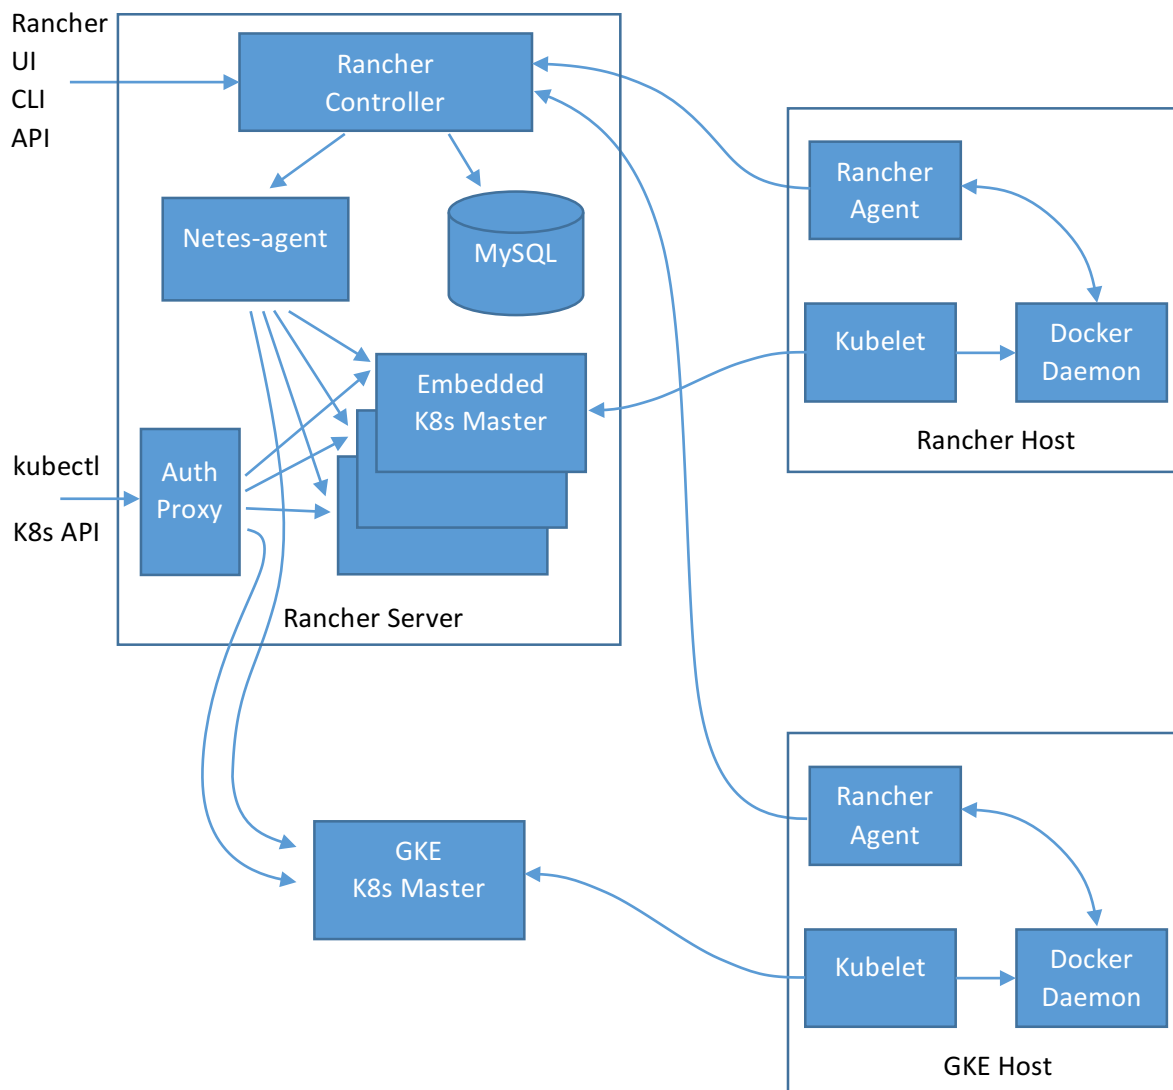 Rancher
UI
CLI
API
Rancher
Controller
Netes-agent
MySQL
Embedded
K8s Master
kubectl
K8s API
Auth
Proxy
Rancher Server
Rancher
Agent
Kubelet
Docker
Daemon
Rancher Host
GKE
K8s Master
Rancher
Agent
Kubelet
Docker
Daemon
GKE Host